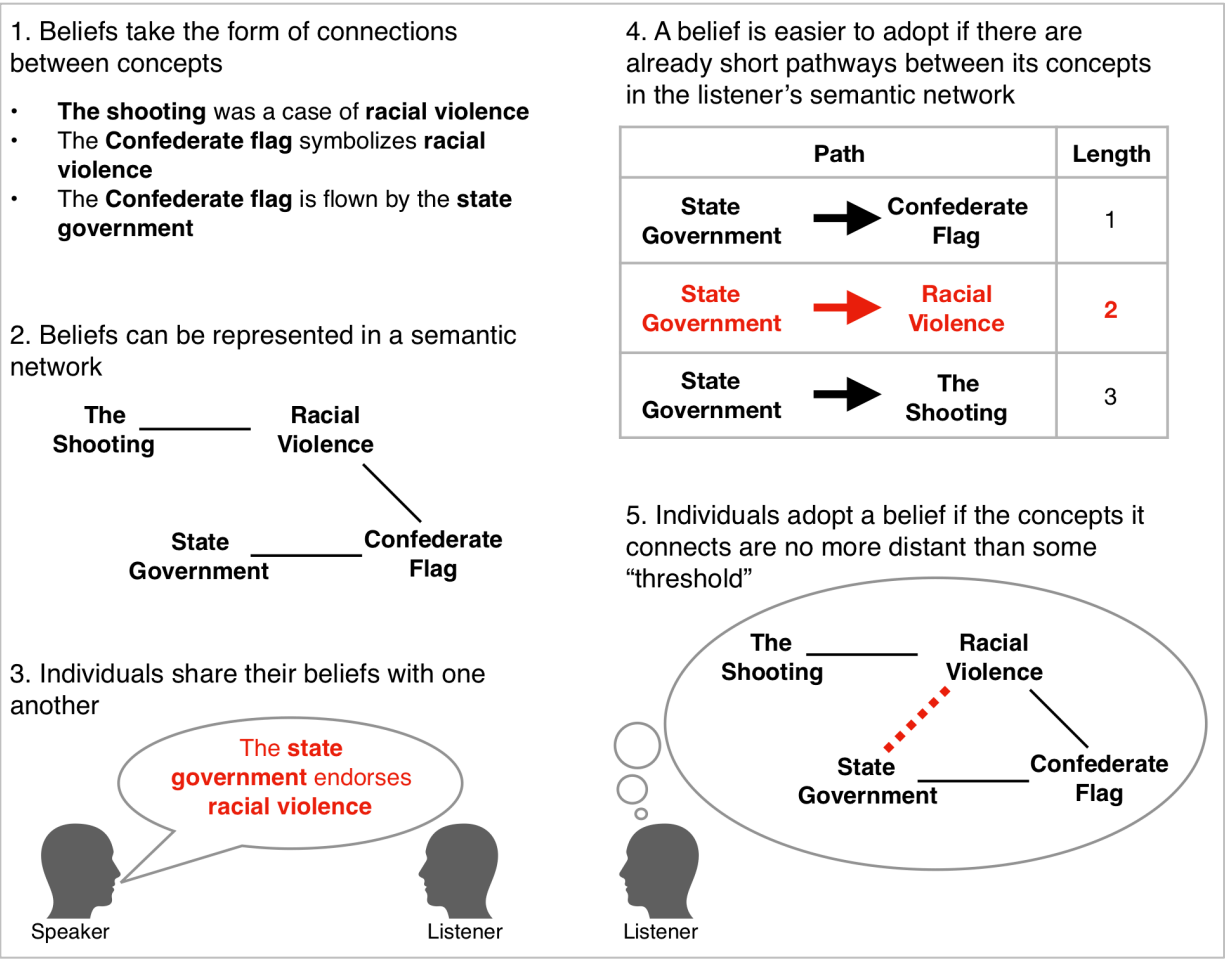 1. Beliefs take the form of connections
between concepts
• The shooting was a case of racial violence
• The Confederate flag symbolizes racial
violence
• The Confederate flag is flown by the state
government
2. Beliefs can be represented in a semantic
network
The
Shooting
Racial
Violence
State
Government
Confederate
Flag
3. Individuals share their beliefs with one
another
The state
government endorses
racial violence
Speaker
Listener
4. A belief is easier to adopt if there are
already short pathways between its concepts
in the listener's semantic network
Path Length
State
Government
Confederate
Flag
1
State
Government
Racial
Violence
2
State
Government
The
Shooting
3
5. Individuals adopt a belief if the concepts it
connects are no more distant than some
“threshold”
The
Shooting
Racial
Violence
State
Government
Confederate
Flag
Listener